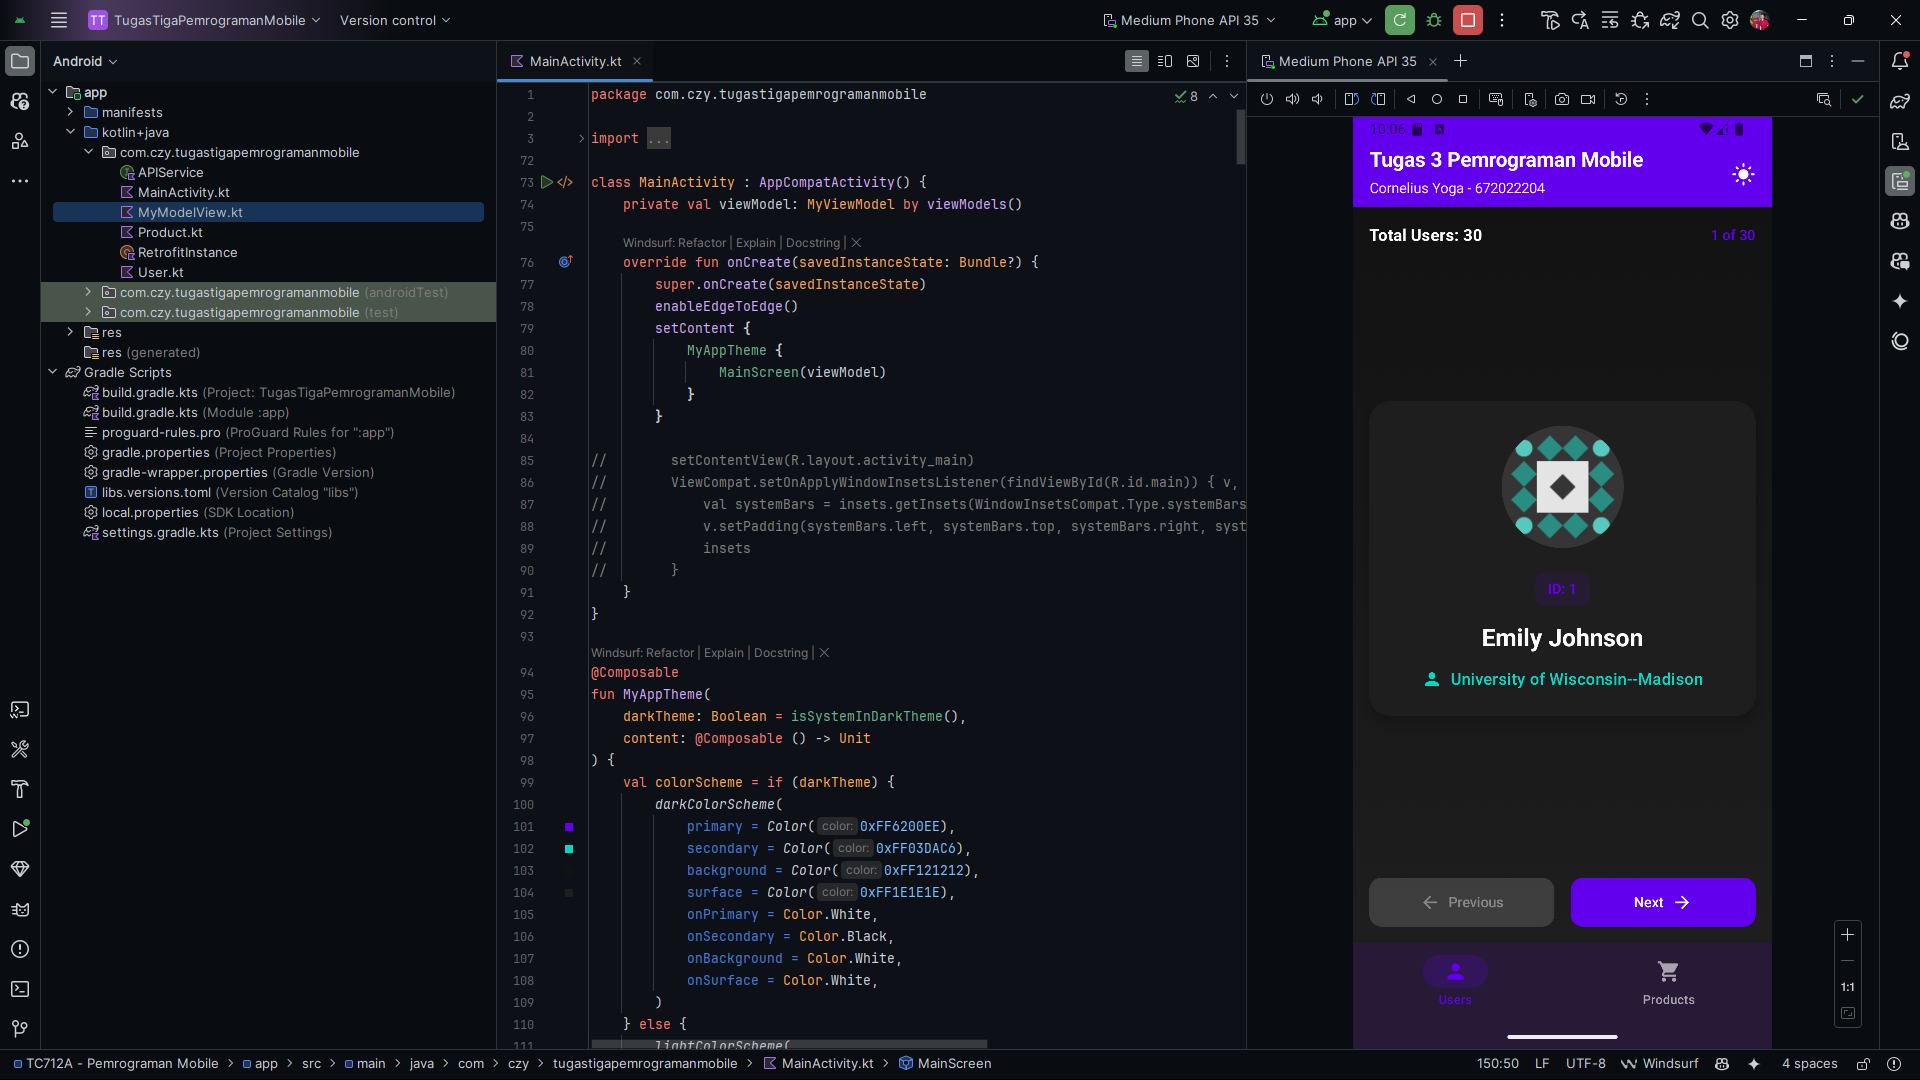 TT TugasTigaPemrogramanMobile Version control Medium Phone API 35 app
Android
app
manifests
kotlin+java
com.czy.tugastigapemrogramanmobile
APIService
MainActivity.kt
MyModelView.kt
Product.kt
RetrofitInstance
User.kt
com.czy.tugastigapemrogramanmobile (androidTest)
com.czy.tugastigapemrogramanmobile (test)
res
res (generated)
Gradle Scripts
build.gradle.kts (Project: TugasTigaPemrogramanMobile)
build.gradle.kts (Module :app)
proguard-rules.pro (ProGuard Rules for ":app")
gradle.properties (Project Properties)
gradle-wrapper.properties (Gradle Version)
libs.versions.toml (Version Catalog "libs")
local.properties (SDK Location)
settings.gradle.kts (Project Settings)
MainActivity.kt
8
1 package com.czy.tugastigapemrogramanmobile
2
3 import ...
72
73 class MainActivity : AppCompatActivity() {
74 private val viewModel: MyViewModel by viewModels()
75
Windsurf: Refactor | Explain | Docstring |
76 override fun onCreate(savedInstanceState: Bundle?) {
77 super.onCreate(savedInstanceState)
78 enableEdgeToEdge()
79 setContent {
80 MyAppTheme {
81 MainScreen(viewModel)
82 }
83 }
84
85 // setContentView(R.layout.activity_main)
86 // ViewCompat.setOnApplyWindowInsetsListener(findViewById(R.id.main)) { v,
87 // val systemBars = insets.getInsets(WindowInsetsCompat.Type.systemBars
88 // v.setPadding(systemBars.left, systemBars.top, systemBars.right, syst
89 // insets
90 // }
91 }
92 }
93
Windsurf: Refactor | Explain | Docstring |
94 @Composable
95 fun MyAppTheme(
96 darkTheme: Boolean = isSystemInDarkTheme(),
97 content: @Composable () -> Unit
98 ) {
99 val colorScheme = if (darkTheme) {
100 darkColorScheme(
101 primary = Color( color: 0xFF6200EE),
102 secondary = Color( color: 0xFF03DAC6),
103 background = Color( color: 0xFF121212),
104 surface = Color( color: 0xFF1E1E1E),
105 onPrimary = Color.White,
106 onSecondary = Color.Black,
107 onBackground = Color.White,
108 onSurface = Color.White,
109 )
110 } else {
111 lightColorScheme(
Medium Phone API 35
10:06
Tugas 3 Pemrograman Mobile
Cornelius Yoga - 672022204
Total Users: 30 1 of 30
ID: 1
Emily Johnson
University of Wisconsin--Madison
Previous Next
Users Products
1:1
TC712A - Pemrograman Mobile app src main java com czy tugastigapemrogramanmobile MainActivity.kt MainScreen 150:50 LF UTF-8 Windsurf 4 spaces